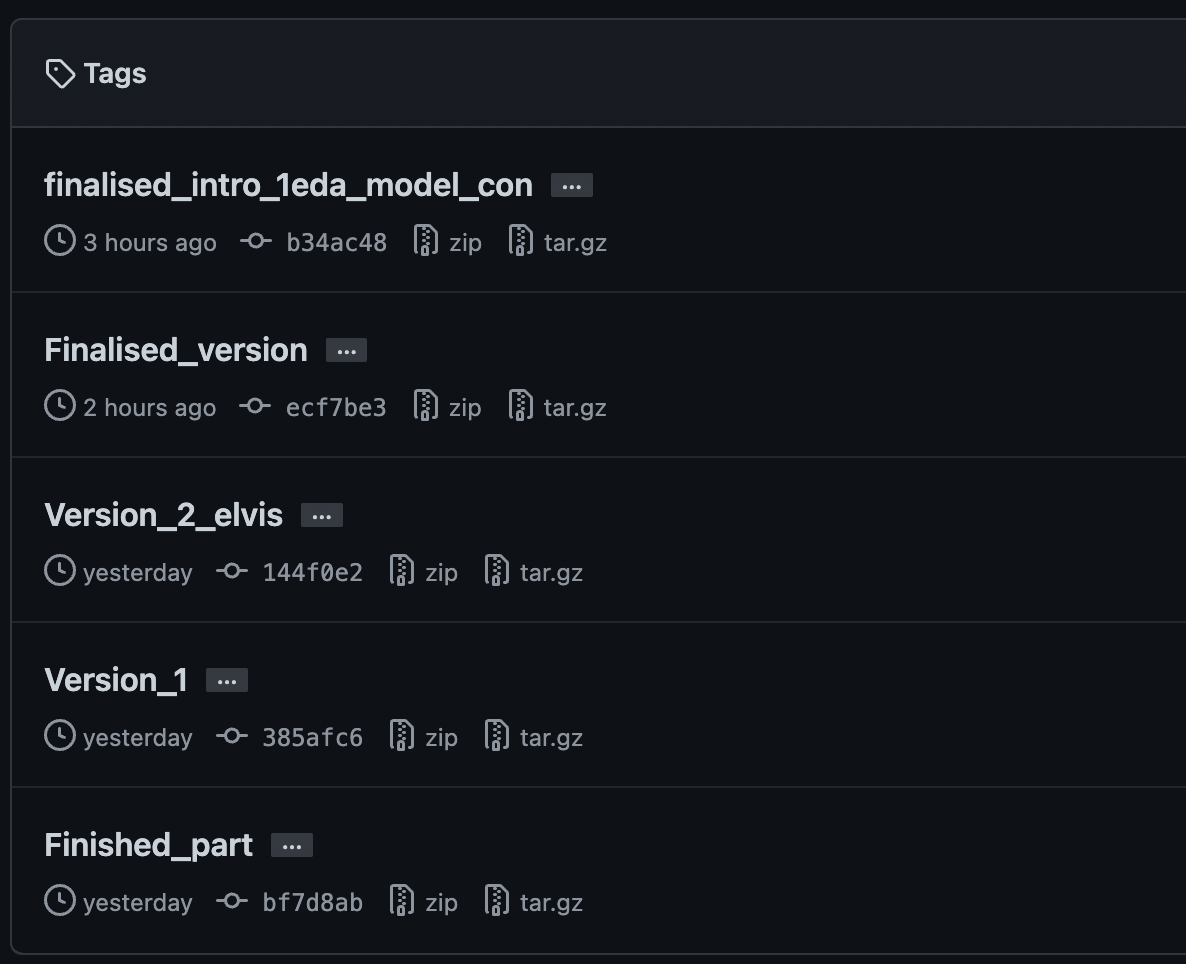 Tags
finalised_intro_1eda_model_con ...
3 hours ago b34ac48 zip tar.gz
Finalised_version ...
2 hours ago ecf7be3 zip tar.gz
Version_2_elvis ...
yesterday 144f0e2 zip tar.gz
Version_1 ...
yesterday 385afc6 zip tar.gz
Finished_part ...
yesterday bf7d8ab zip tar.gz